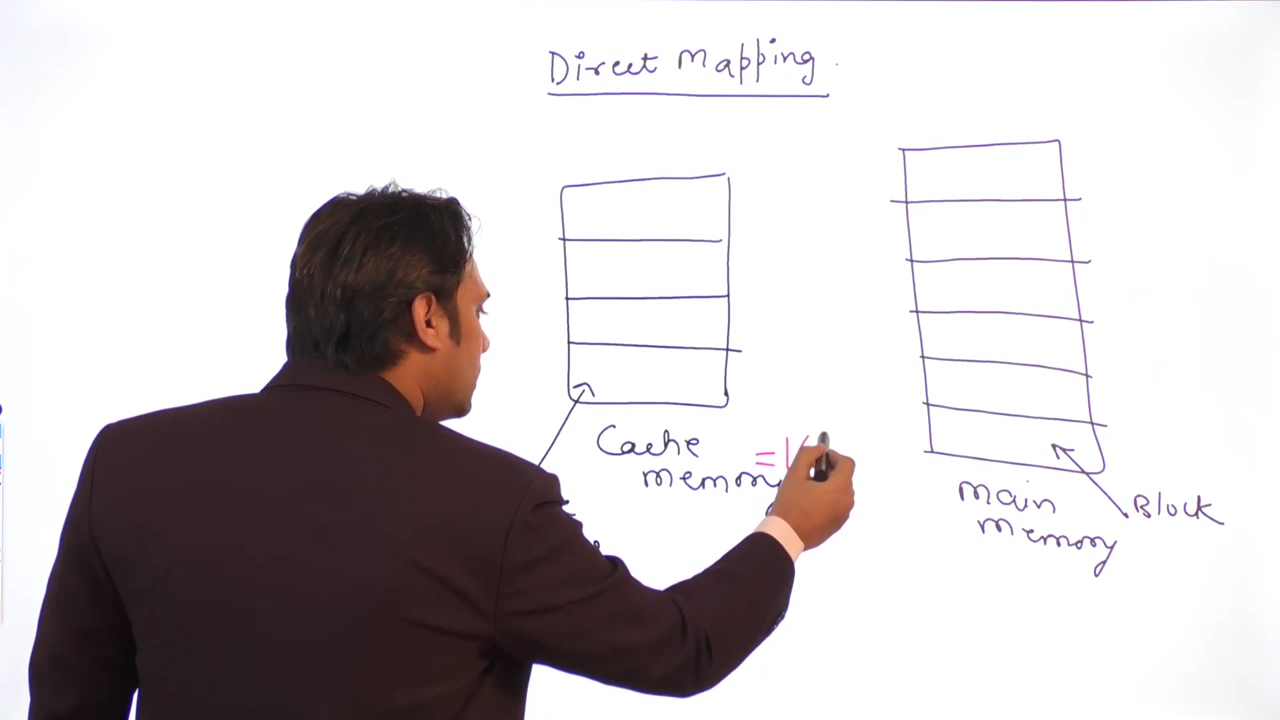 Direct Mapping
Cache
memory
main
memory
Block